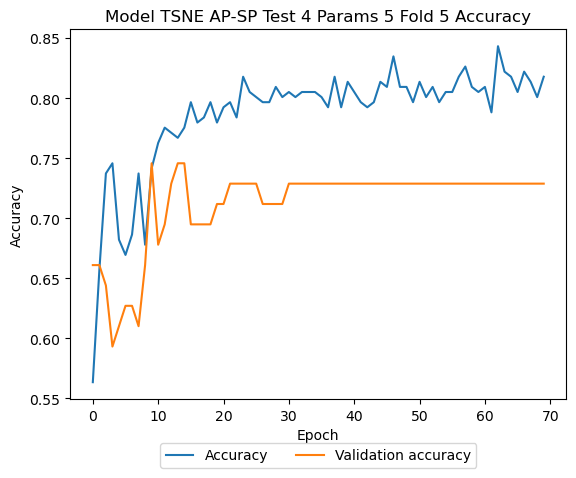 Model TSNE AP-SP Test 4 Params 5 Fold 5 Accuracy
0.85
0.80
0.75
0.70
0.65
0.60
0.55
Accuracy
0 10 20 30 40 50 60 70
Epoch
Accuracy Validation accuracy